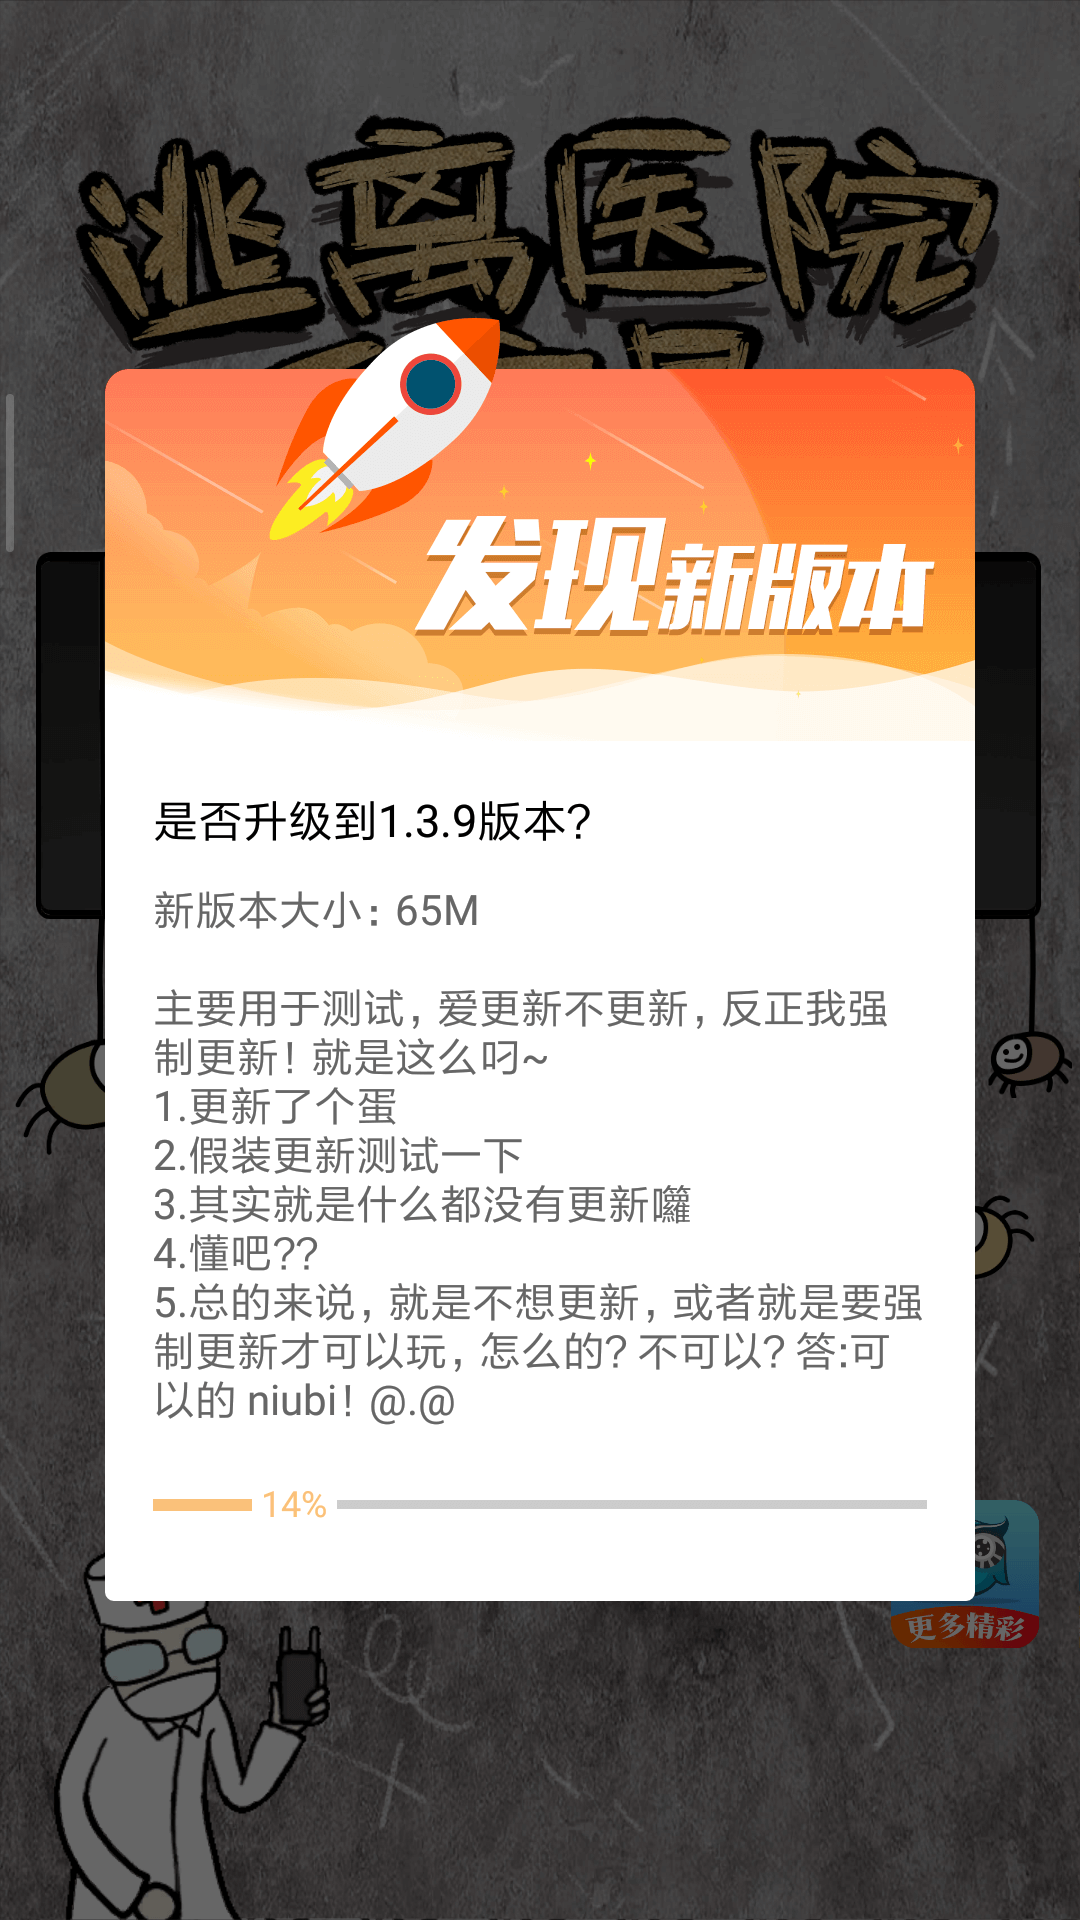 逃离医院
发现新版本
是否升级到1.3.9版本？
新版本大小：65M
主要用于测试，爱更新不更新，反正我强
制更新！就是这么叼~
1.更新了个蛋
2.假装更新测试一下
3.其实就是什么都没有更新囖
4.懂吧??
5.总的来说，就是不想更新，或者就是要强
制更新才可以玩，怎么的？不可以？答:可
以的 niubi！@.@
14%
更多精彩